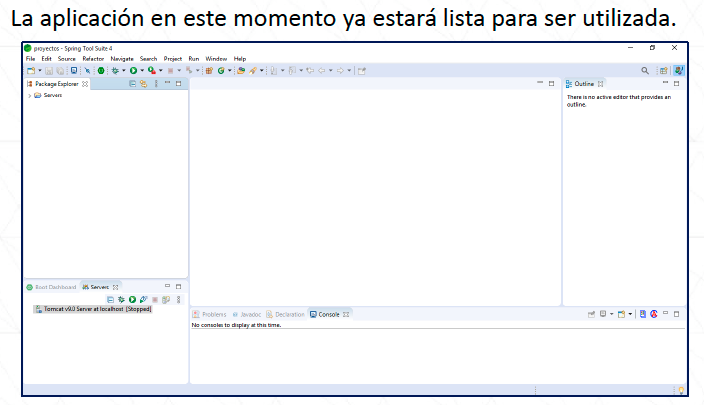 La aplicación en este momento ya estará lista para ser utilizada.
proyectos - Spring Tool Suite 4
File Edit Source Refactor Navigate Search Project Run Window Help
Package Explorer
Servers
Outline
There is no active editor that provides an
outline.
Boot Dashboard Servers
Tomcat v9.0 Server at localhost [Stopped]
Problems Javadoc Declaration Console
No consoles to display at this time.